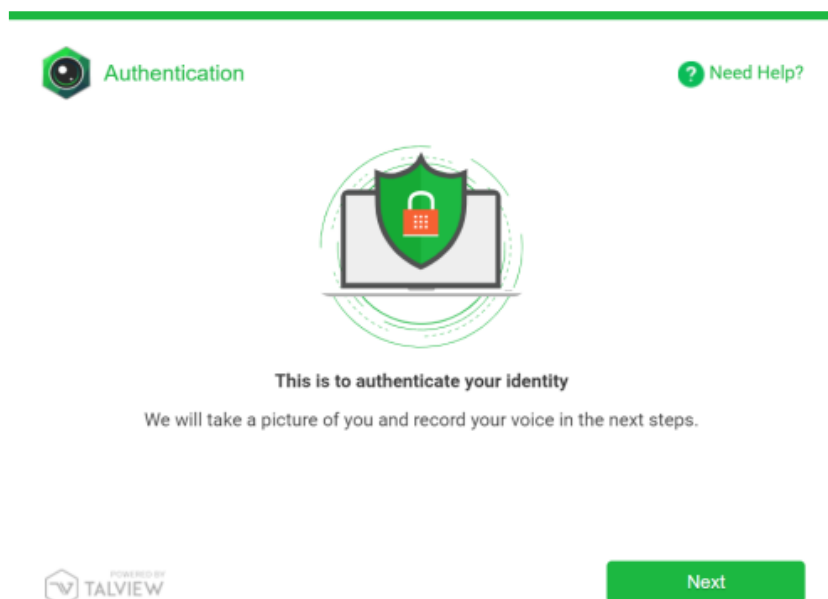 Authentication
? Need Help?
This is to authenticate your identity
We will take a picture of you and record your voice in the next steps.
POWERED BY
TALVIEW
Next